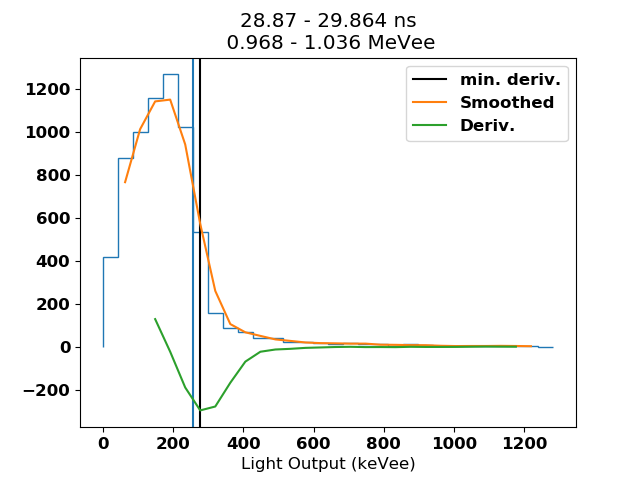 28.87 - 29.864 ns
0.968 - 1.036 MeVee
min. deriv.
Smoothed
Deriv.
1200
1000
800
600
400
200
0
−200
0 200 400 600 800 1000 1200
Light Output (keVee)